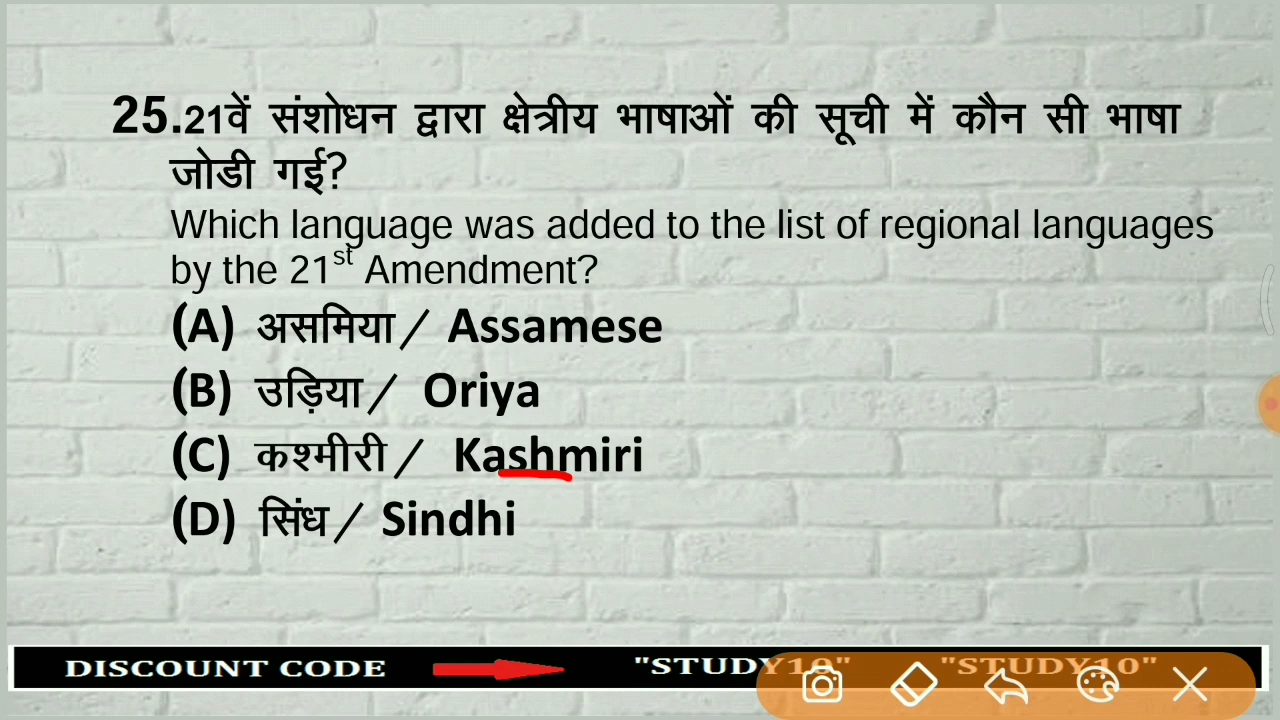 25.21वें संशोधन द्वारा क्षेत्रीय भाषाओं की सूची में कौन सी भाषा
जोडी गई?
Which language was added to the list of regional languages
by the 21st Amendment?
(A) असमिया/ Assamese
(B) उड़िया/ Oriya
(C) कश्मीरी/ Kashmiri
(D) सिंध/ Sindhi
DISCOUNT CODE "STUDY10" "STUDY10"